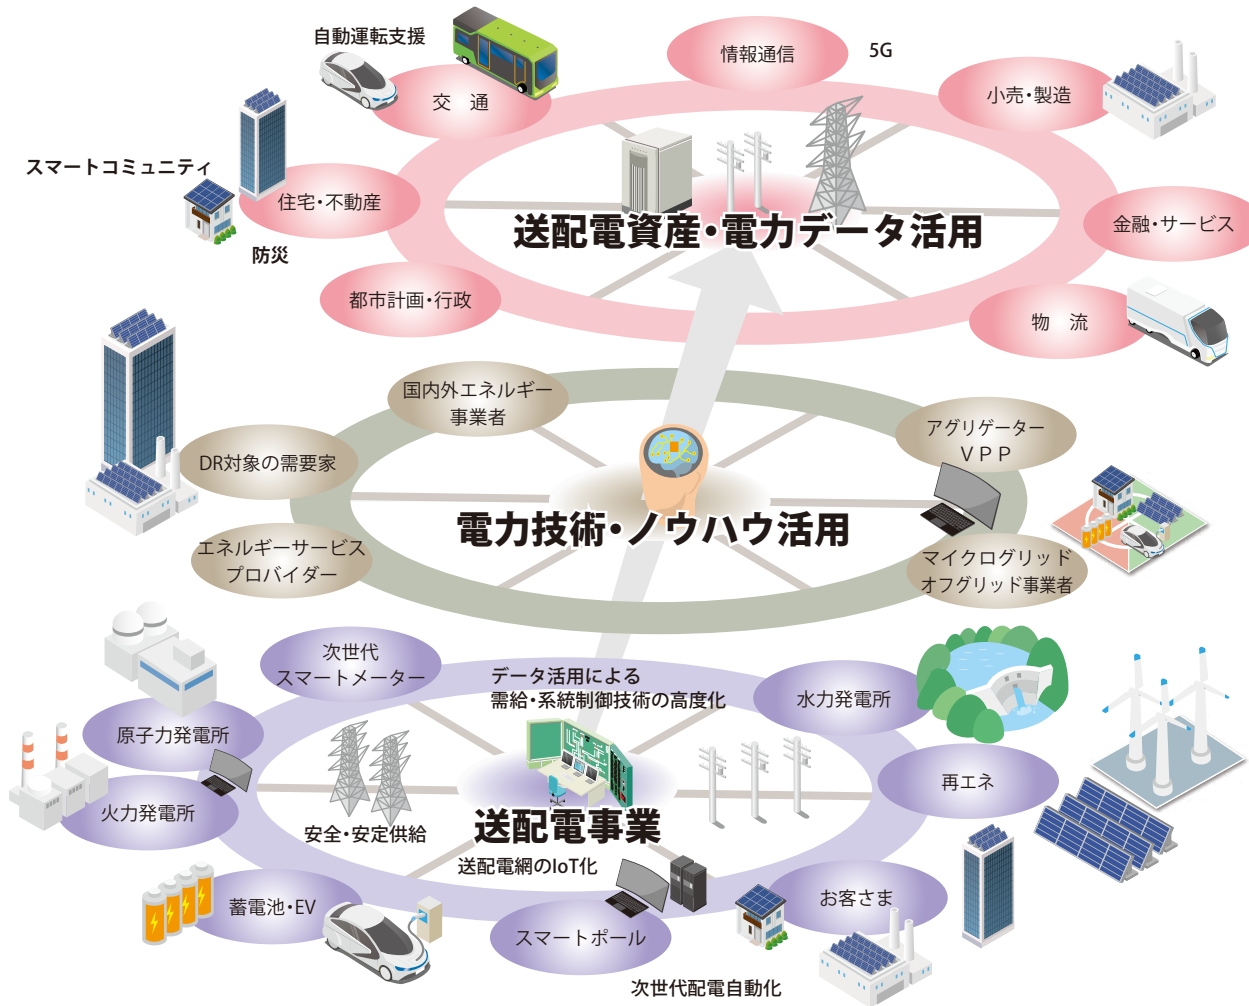 自動運転支援
情報通信
5G
交　通
小売・製造
スマートコミュニティ
住宅・不動産
金融・サービス
送配電資産・電力データ活用
防災
都市計画・行政
物　流
国内外エネルギー
事業者
アグリゲーター
VPP
DR対象の需要家
電力技術・ノウハウ活用
エネルギーサービス
プロバイダー
マイクログリッド
オフグリッド事業者
次世代
スマートメーター
データ活用による
需給・系統制御技術の高度化
水力発電所
原子力発電所
再エネ
火力発電所
安全・安定供給
送配電事業
送配電網のIoT化
蓄電池・EV
お客さま
スマートポール
次世代配電自動化